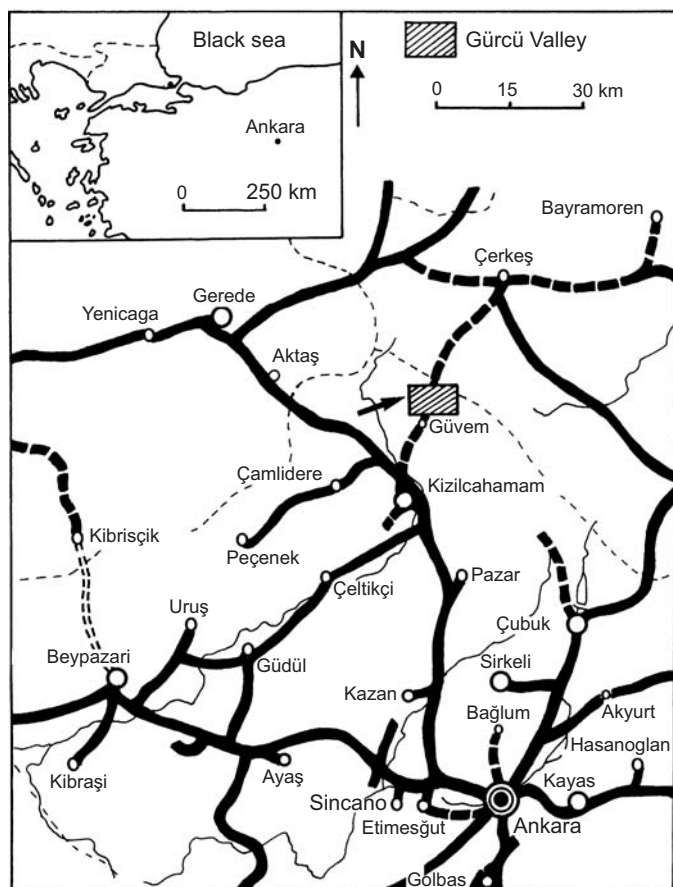 Black sea
Ankara
0 250 km
N
Gürcü Valley
0 15 30 km
Bayramoren
Çerkeş
Gerede
Yenicaga
Aktaş
Güvem
Çamlidere
Kizilcahamam
Kibrisçik
Peçenek
Çeltikçi
Pazar
Uruş
Çubuk
Beypazari
Güdül
Sirkeli
Kazan
Bağlum
Akyurt
Hasanoglan
Kibraşi
Ayaş
Kayas
Sincano
Etimesğut
Ankara
Golbas